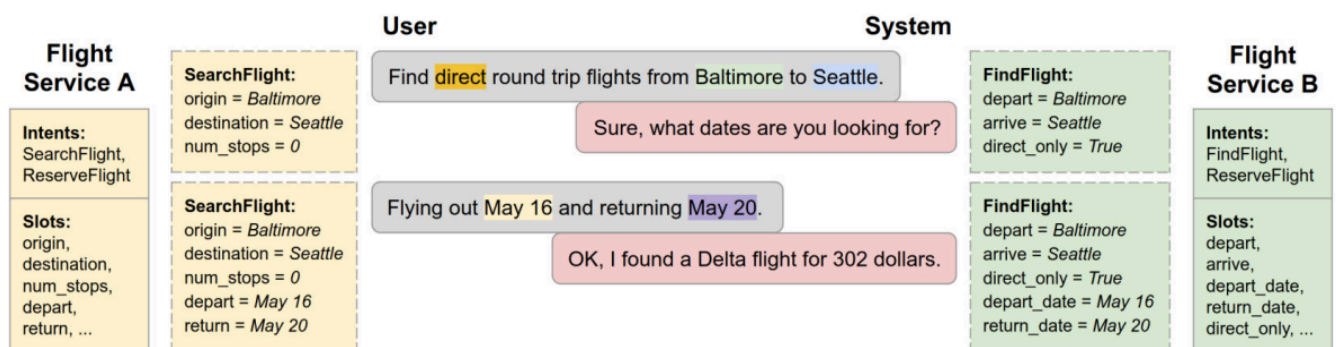 User
System
Flight
Service A
Intents:
SearchFlight,
ReserveFlight
Slots:
origin,
destination,
num_stops,
depart,
return, ...
SearchFlight:
origin = Baltimore
destination = Seattle
num_stops = 0
SearchFlight:
origin = Baltimore
destination = Seattle
num_stops = 0
depart = May 16
return = May 20
Find direct round trip flights from Baltimore to Seattle.
Sure, what dates are you looking for?
Flying out May 16 and returning May 20.
OK, I found a Delta flight for 302 dollars.
FindFlight:
depart = Baltimore
arrive = Seattle
direct_only = True
FindFlight:
depart = Baltimore
arrive = Seattle
direct_only = True
depart_date = May 16
return_date = May 20
Flight
Service B
Intents:
FindFlight,
ReserveFlight
Slots:
depart,
arrive,
depart_date,
return_date,
direct_only, ...